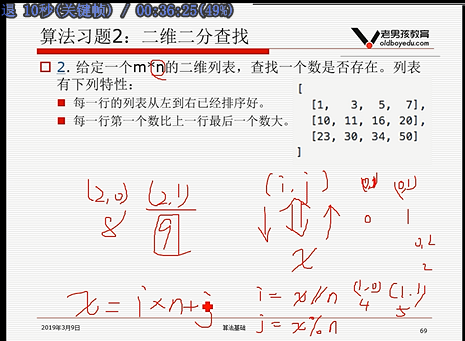 退 10秒(关键帧) / 00:36:25(49%)
算法习题2：二维二分查找
老男孩教育
oldboyedu.com
2. 给定一个m*n的二维列表，查找一个数是否存在。列表
有下列特性：
每一行的列表从左到右已经排序好。
每一行第一个数比上一行最后一个数大。
[
[1, 3, 5, 7],
[10, 11, 16, 20],
[23, 30, 34, 50]
]
(2,0) (2,1)
8 9
(i, j)
x
(0,1)
0 1
0,2
2
x = i×n+j
i = x//n
j = x%n
(1,0) (1,1)
4 5
2019年3月9日
算法基础
69